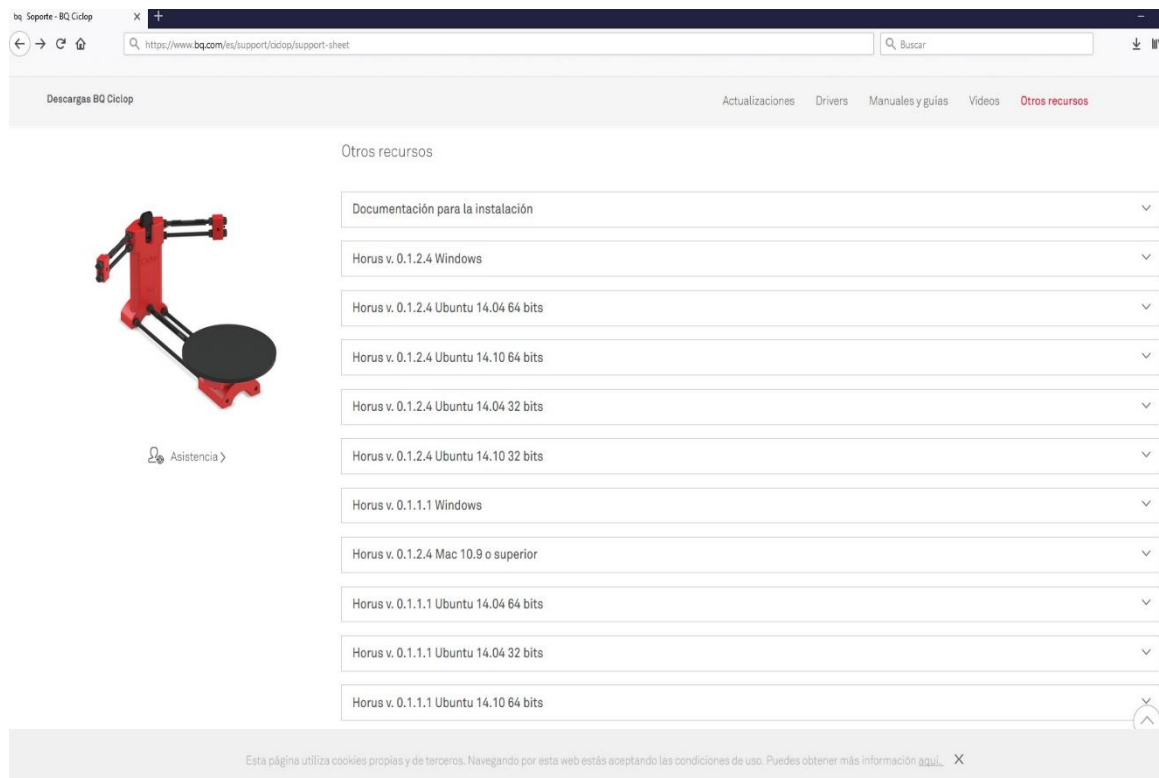 bq Soporte - BQ Ciclop
https://www.bq.com/es/support/ciclop/support-sheet
Buscar
Descargas BQ Ciclop
Actualizaciones Drivers Manuales y guías Videos Otros recursos
Otros recursos
Documentación para la instalación
Horus v. 0.1.2.4 Windows
Horus v. 0.1.2.4 Ubuntu 14.04 64 bits
Horus v. 0.1.2.4 Ubuntu 14.10 64 bits
Horus v. 0.1.2.4 Ubuntu 14.04 32 bits
Asistencia
Horus v. 0.1.2.4 Ubuntu 14.10 32 bits
Horus v. 0.1.1.1 Windows
Horus v. 0.1.2.4 Mac 10.9 o superior
Horus v. 0.1.1.1 Ubuntu 14.04 64 bits
Horus v. 0.1.1.1 Ubuntu 14.04 32 bits
Horus v. 0.1.1.1 Ubuntu 14.10 64 bits
Esta página utiliza cookies propias y de terceros. Navegando por esta web estás aceptando las condiciones de uso. Puedes obtener más información aquí.